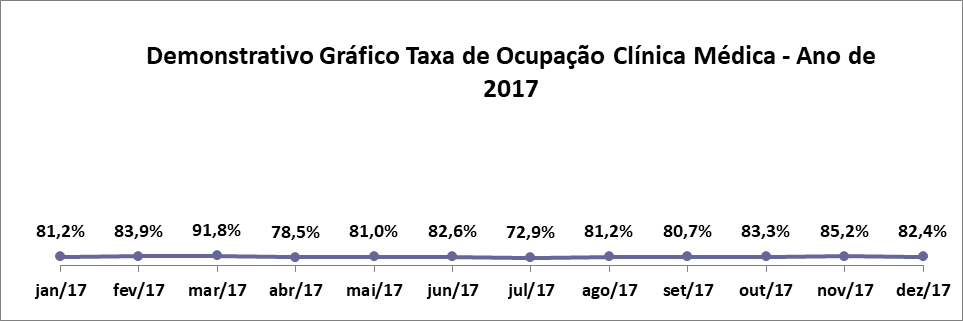 Demonstrativo Gráfico Taxa de Ocupação Clínica Médica - Ano de
2017
81,2% 83,9% 91,8% 78,5% 81,0% 82,6% 72,9% 81,2% 80,7% 83,3% 85,2% 82,4%
jan/17 fev/17 mar/17 abr/17 mai/17 jun/17 jul/17 ago/17 set/17 out/17 nov/17 dez/17